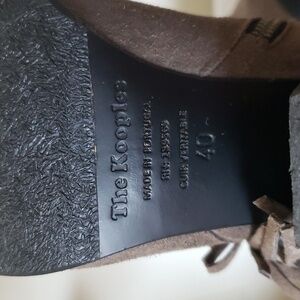 The Kooples
MADE IN PORTUGAL
CUIR VERITABLE
40